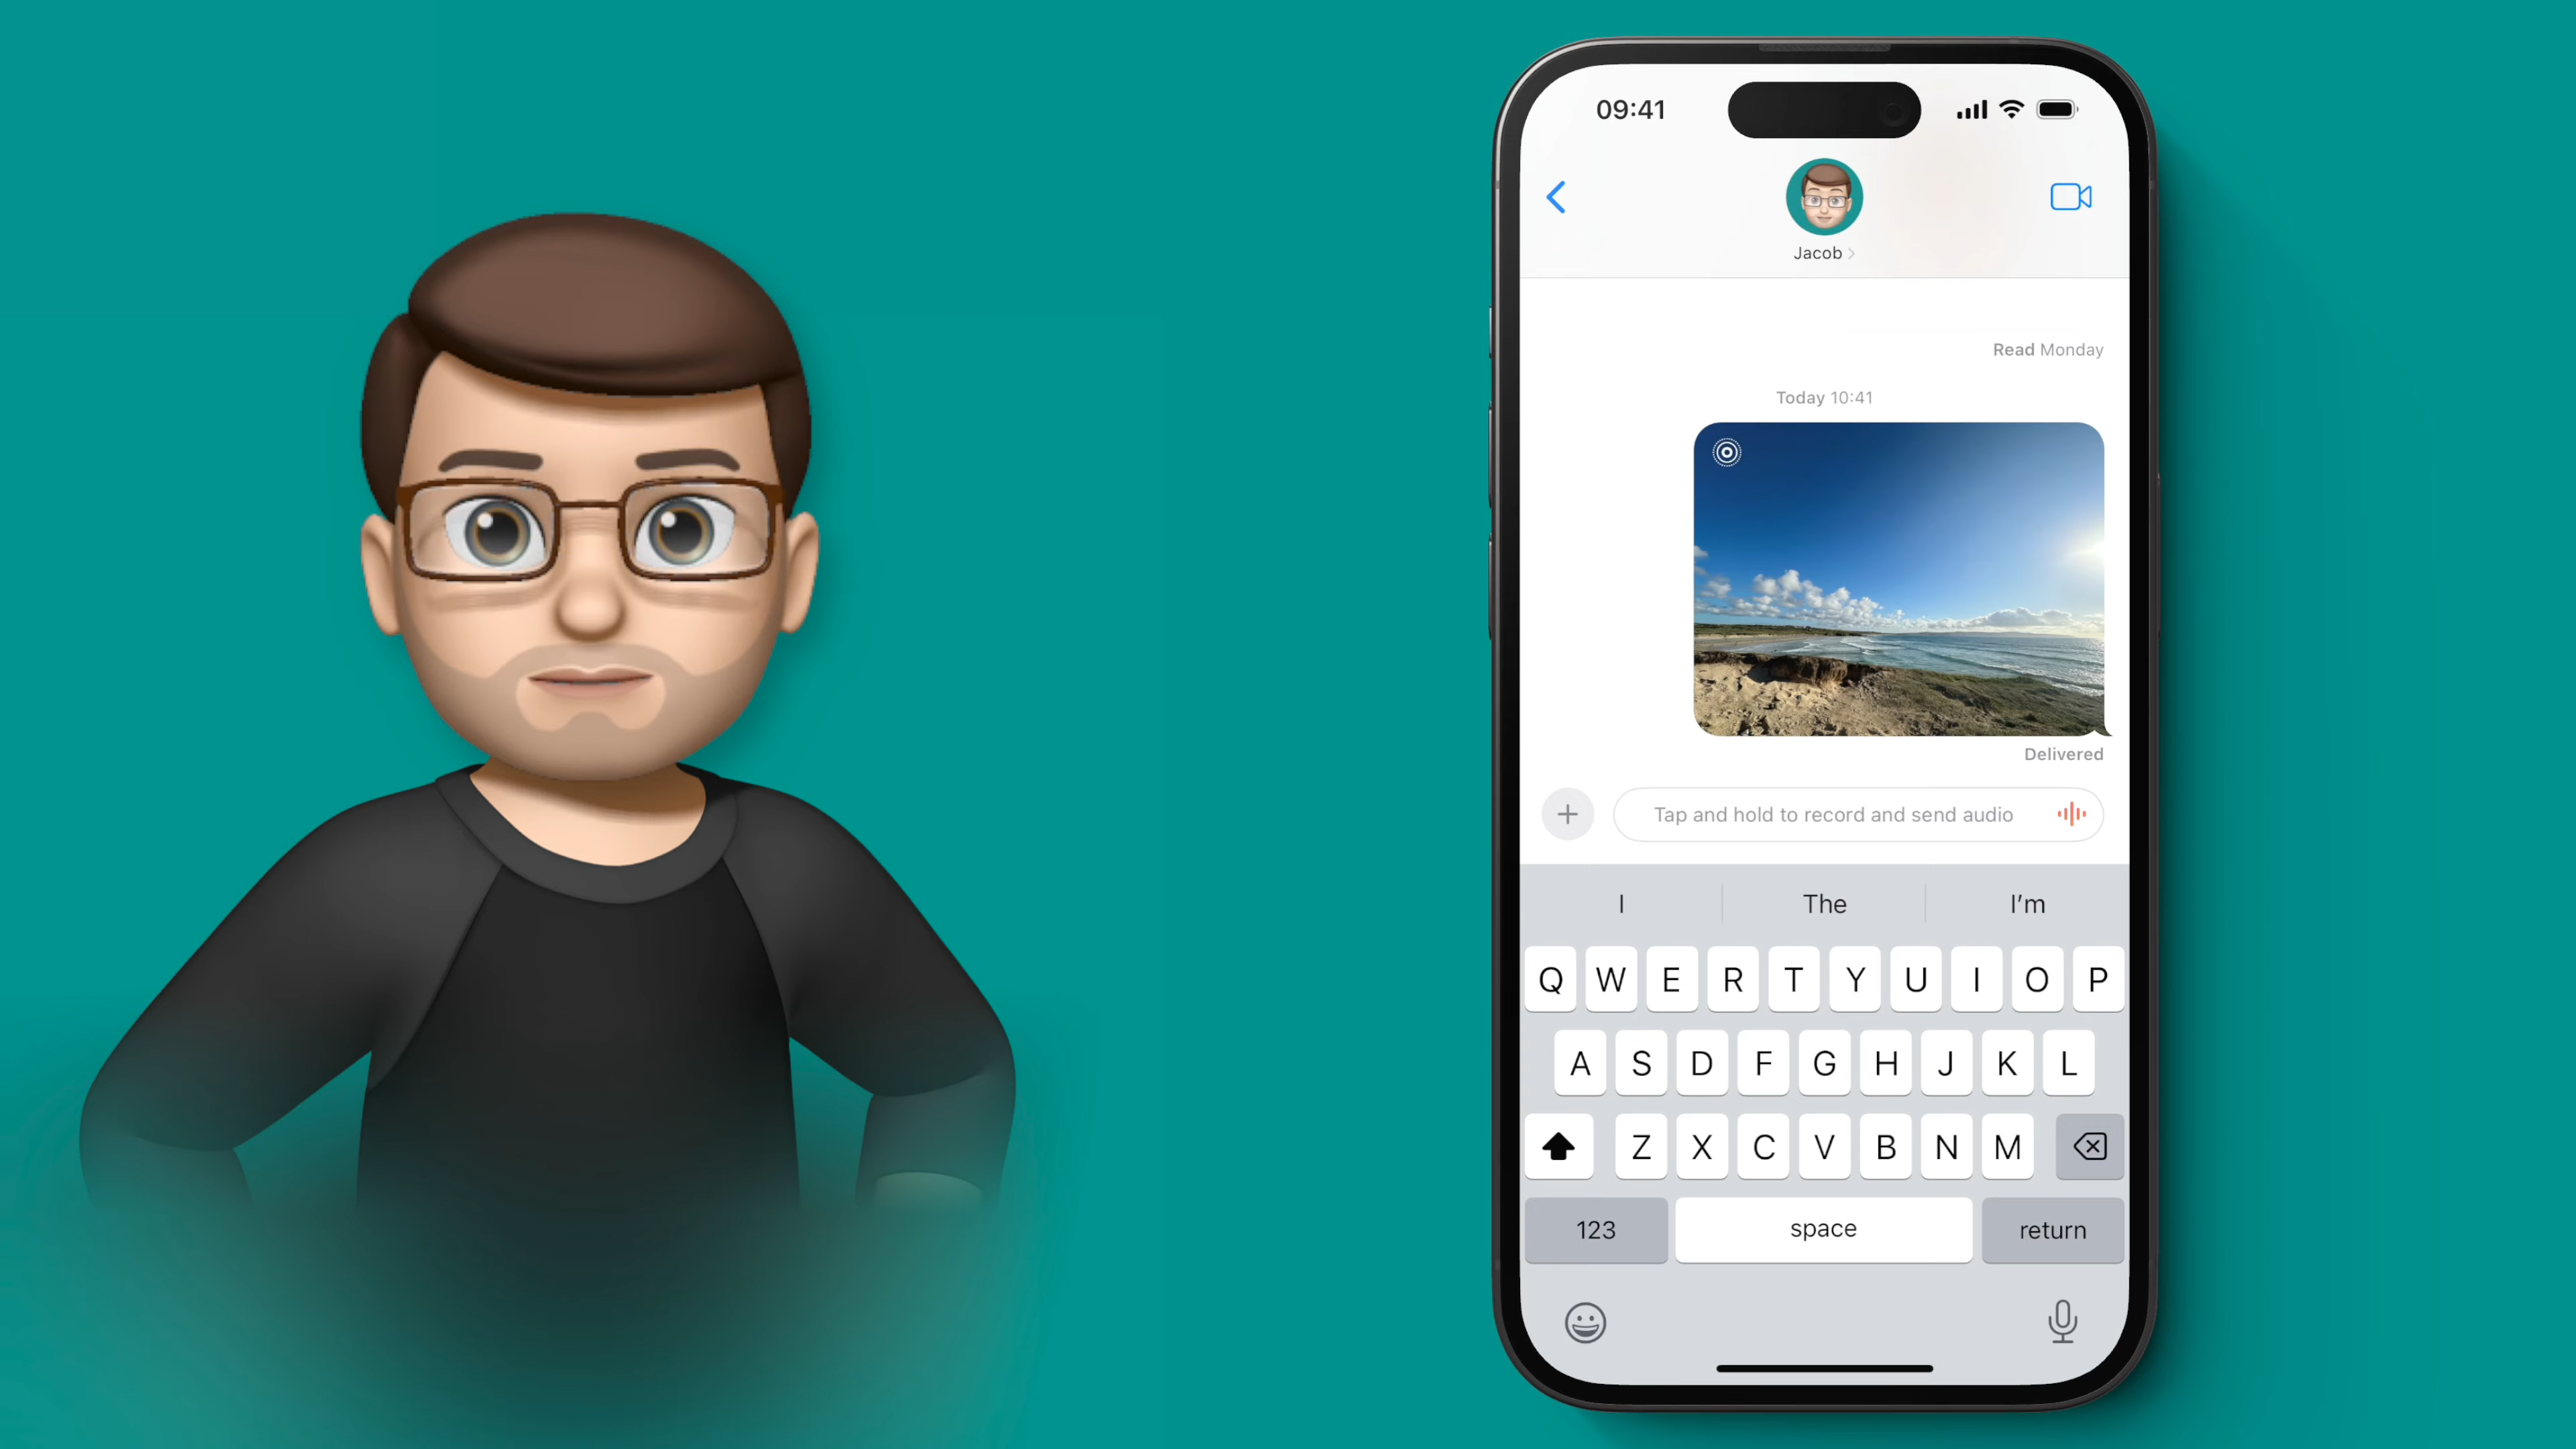 09:41
Jacob
Read Monday
Today 10:41
Delivered
Tap and hold to record and send audio
I The I’m
Q W E R T Y U I O P
A S D F G H J K L
Z X C V B N M
123 space return